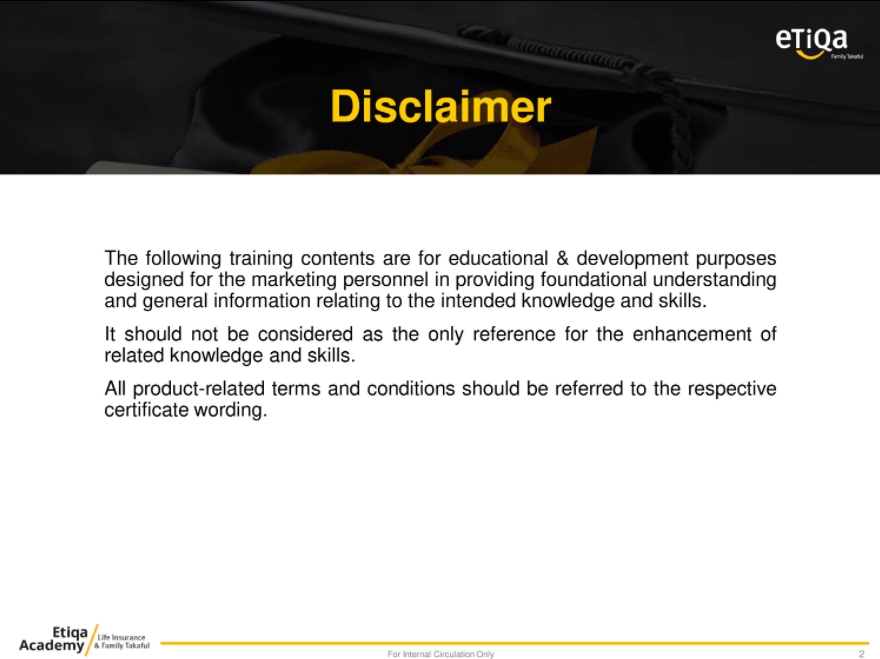 eTiQa
Family Takaful
Disclaimer
The following training contents are for educational & development purposes
designed for the marketing personnel in providing foundational understanding
and general information relating to the intended knowledge and skills.
It should not be considered as the only reference for the enhancement of
related knowledge and skills.
All product-related terms and conditions should be referred to the respective
certificate wording.
Etiqa
Academy
Life Insurance
& Family Takaful
For Internal Circulation Only
2